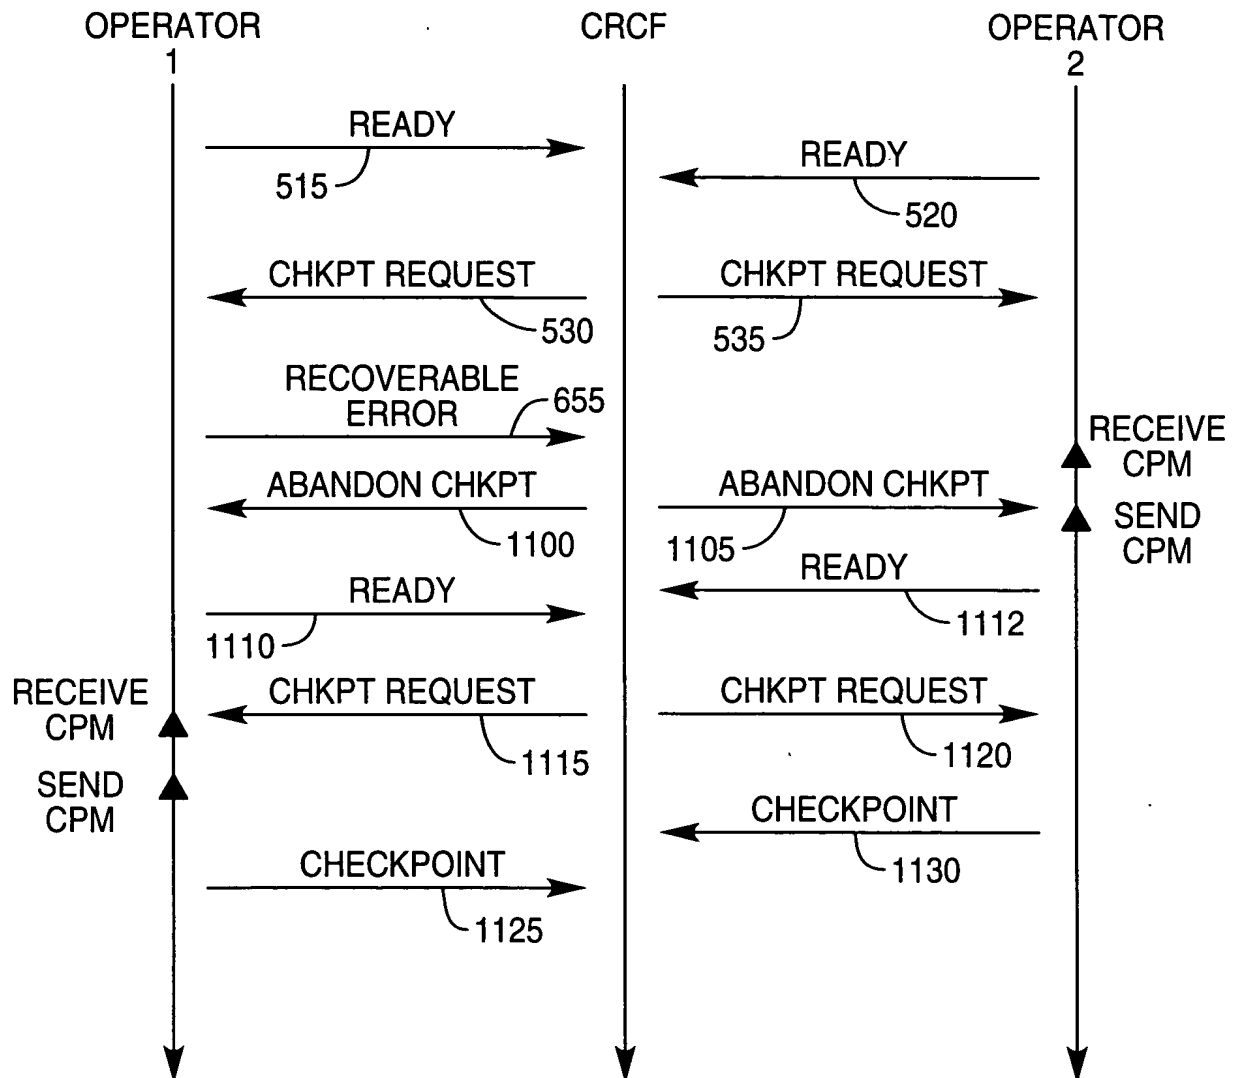 OPERATOR
1
CRCF
OPERATOR
2
READY
515
READY
520
CHKPT REQUEST
530
CHKPT REQUEST
535
RECOVERABLE
ERROR
655
RECEIVE
CPM
ABANDON CHKPT
1100
ABANDON CHKPT
1105
SEND
CPM
READY
1110
READY
1112
RECEIVE
CPM
CHKPT REQUEST
1115
CHKPT REQUEST
1120
SEND
CPM
CHECKPOINT
1130
CHECKPOINT
1125